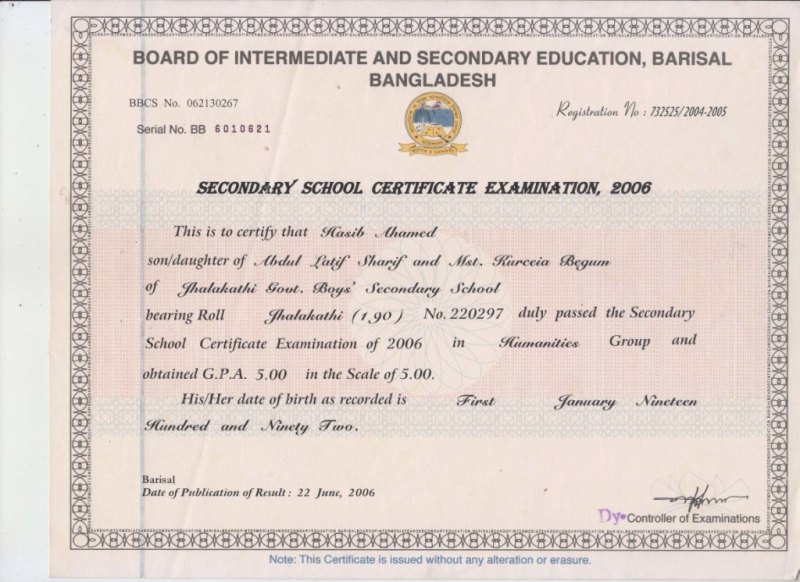 BOARD OF INTERMEDIATE AND SECONDARY EDUCATION, BARISAL
BANGLADESH
BBCS No. 062130267
Registration No : 732525/2004-2005
Serial No. BB 6010621
SECONDARY SCHOOL CERTIFICATE EXAMINATION, 2006
This is to certify that Hasib Ahamed
son/daughter of Abdul Latif Sharif and Mst. Kurceia Begum
of Jhalakathi Govt. Boys' Secondary School
bearing Roll Jhalakathi (1,90) No. 220297 duly passed the Secondary
School Certificate Examination of 2006 in Humanities Group and
obtained G.P.A. 5.00 in the Scale of 5.00.
His/Her date of birth as recorded is First January Nineteen
Hundred and Ninety Two.
Barisal
Date of Publication of Result : 22 June, 2006
Dy. Controller of Examinations
Note: This Certificate is issued without any alteration or erasure.